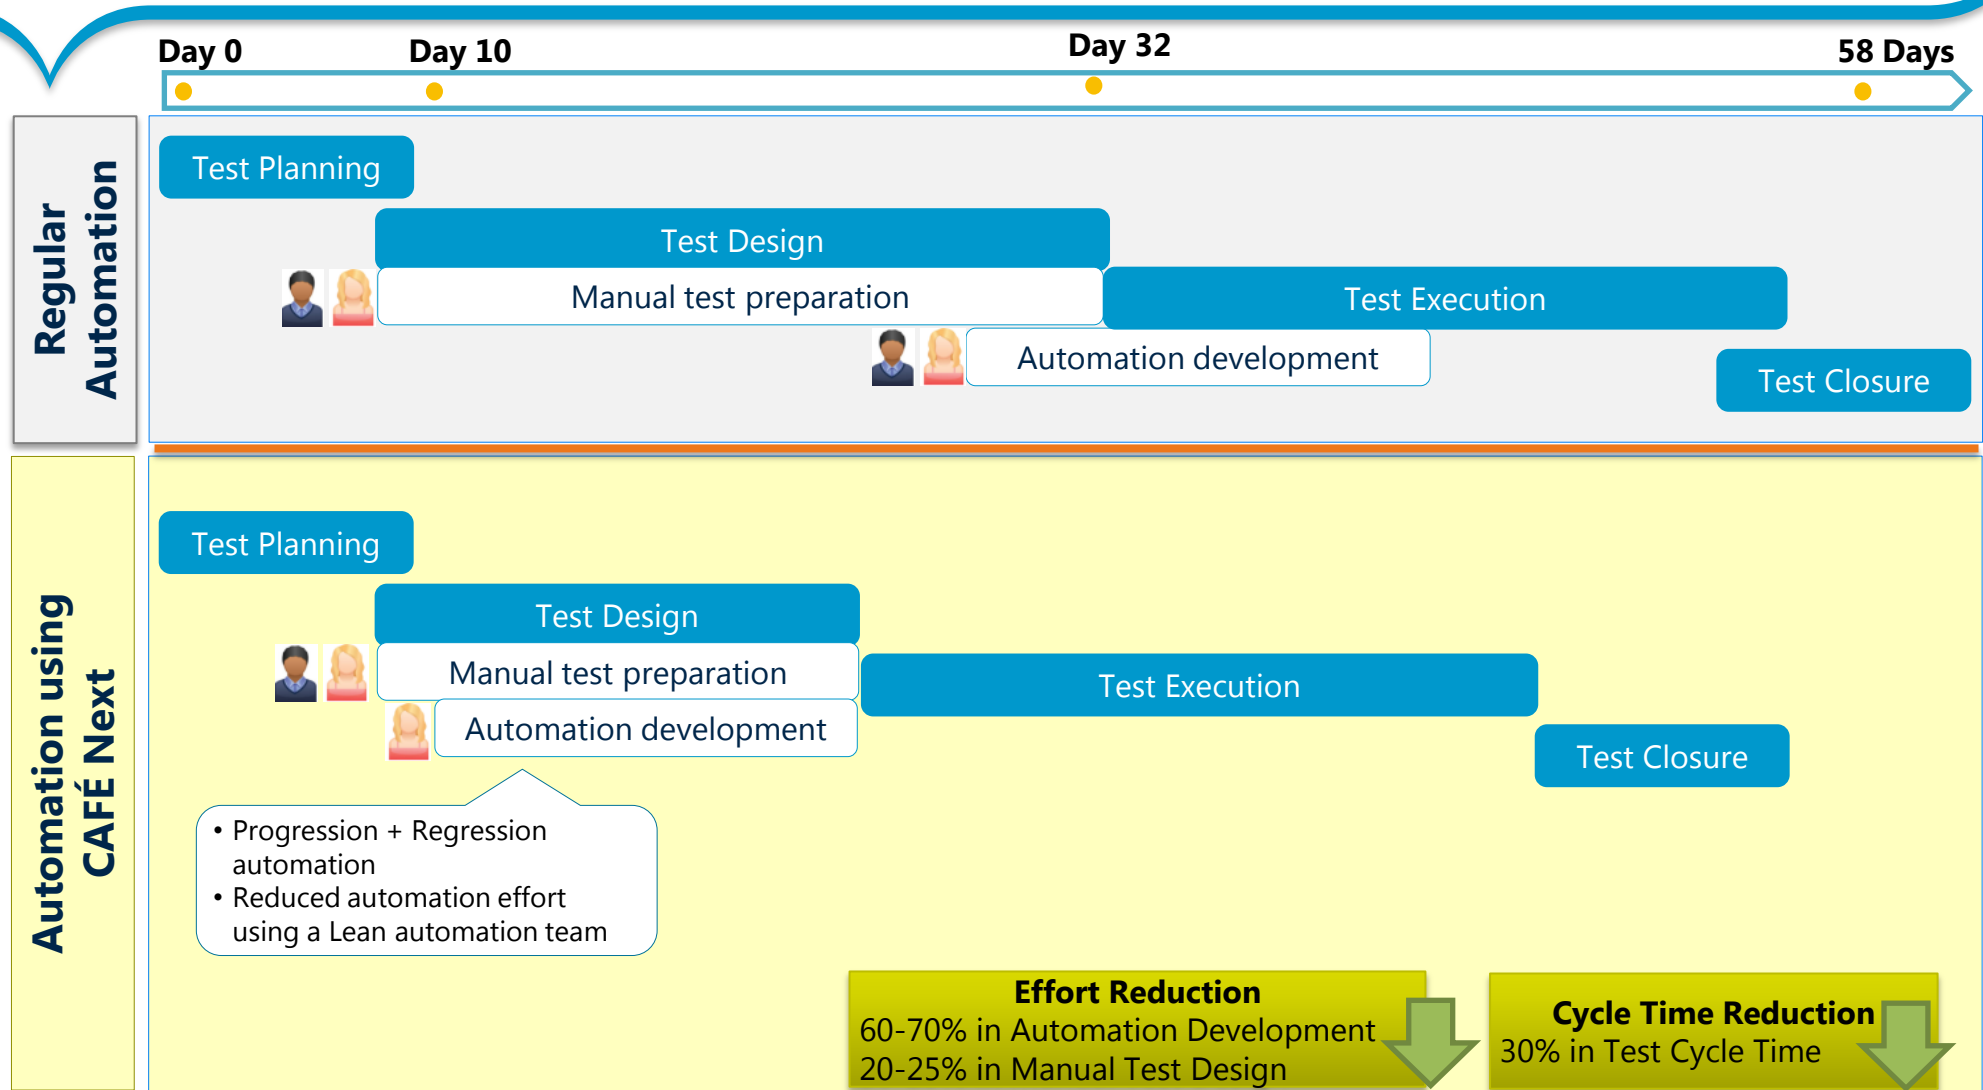 Day 0
Day 10
Day 32
58 Days
Regular
Automation
Test Planning
Test Design
Manual test preparation
Test Execution
Automation development
Test Closure
Automation using
CAFÉ Next
Test Planning
Test Design
Manual test preparation
Test Execution
Automation development
Test Closure
• Progression + Regression
automation
• Reduced automation effort
using a Lean automation team
Effort Reduction
60-70% in Automation Development
20-25% in Manual Test Design
Cycle Time Reduction
30% in Test Cycle Time